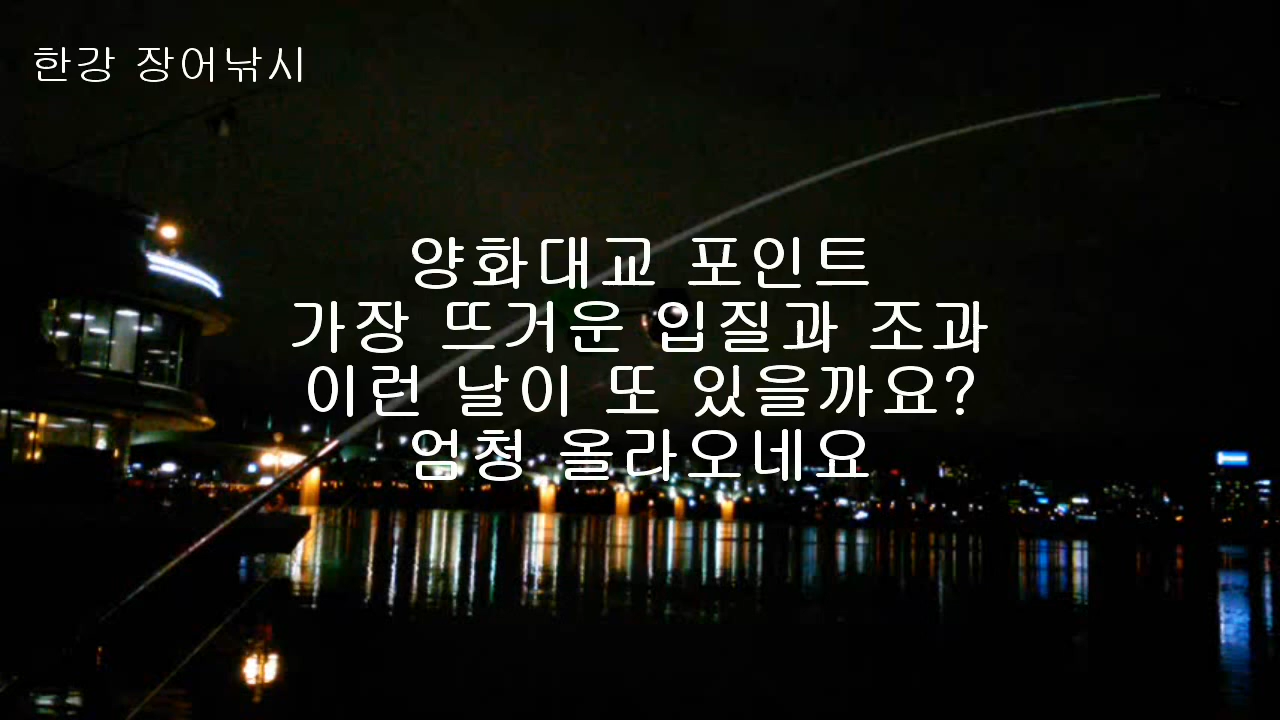 한강 장어낚시
양화대교 포인트
가장 뜨거운 입질과 조과
이런 날이 또 있을까요?
엄청 올라오네요